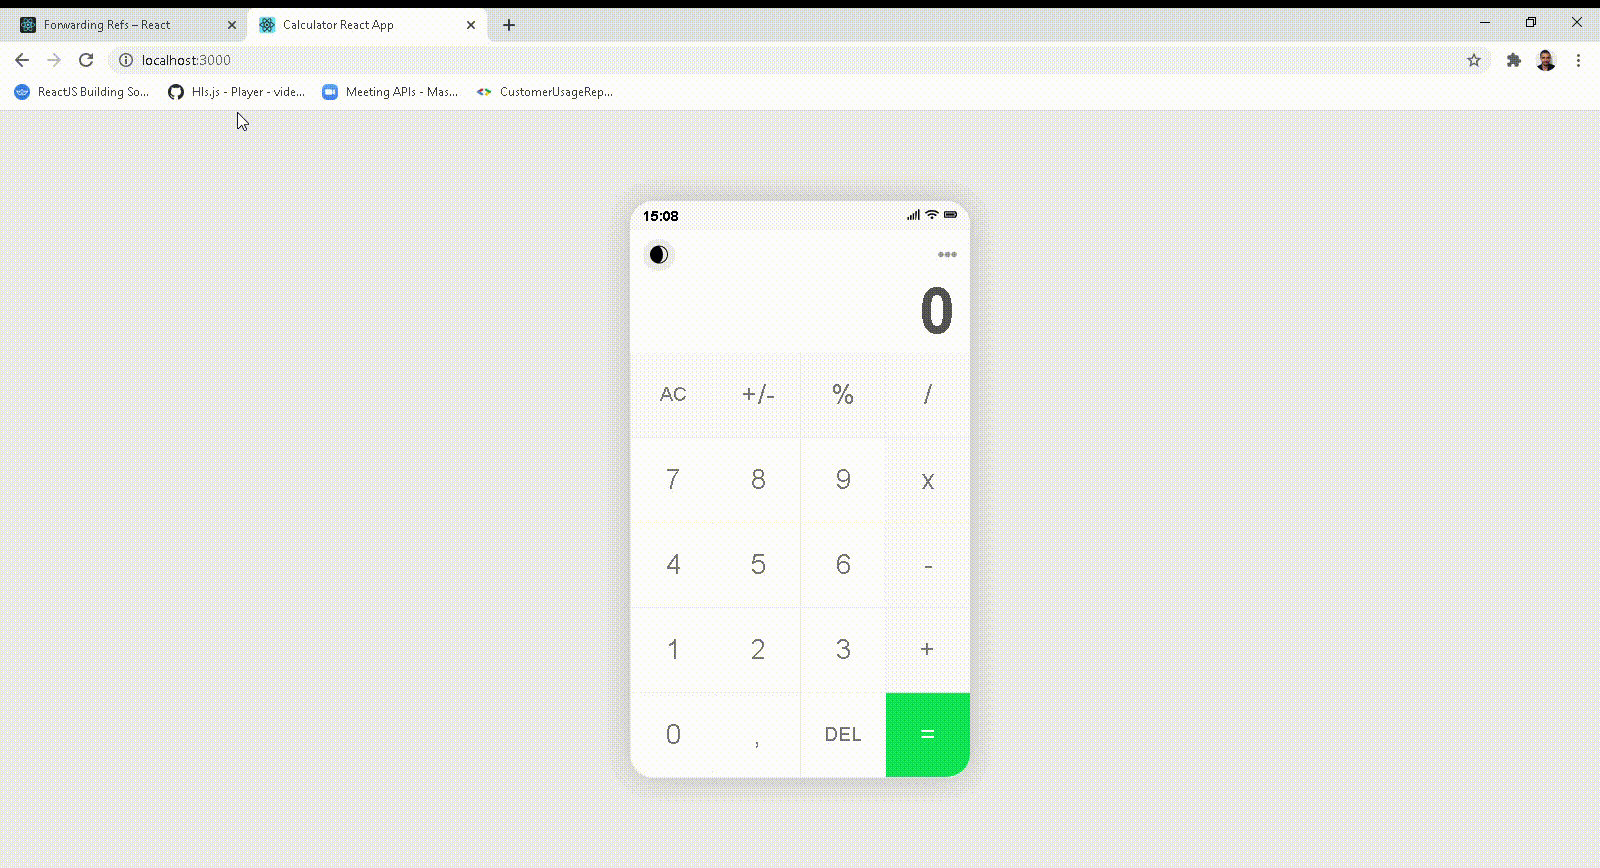 Forwarding Refs – React
Calculator React App
localhost:3000
ReactJS Building So...
Hls.js - Player - vide...
Meeting APIs - Mas...
CustomerUsageRep...
15:08
0
AC +/- % /
7 8 9 x
4 5 6 -
1 2 3 +
0 , DEL =